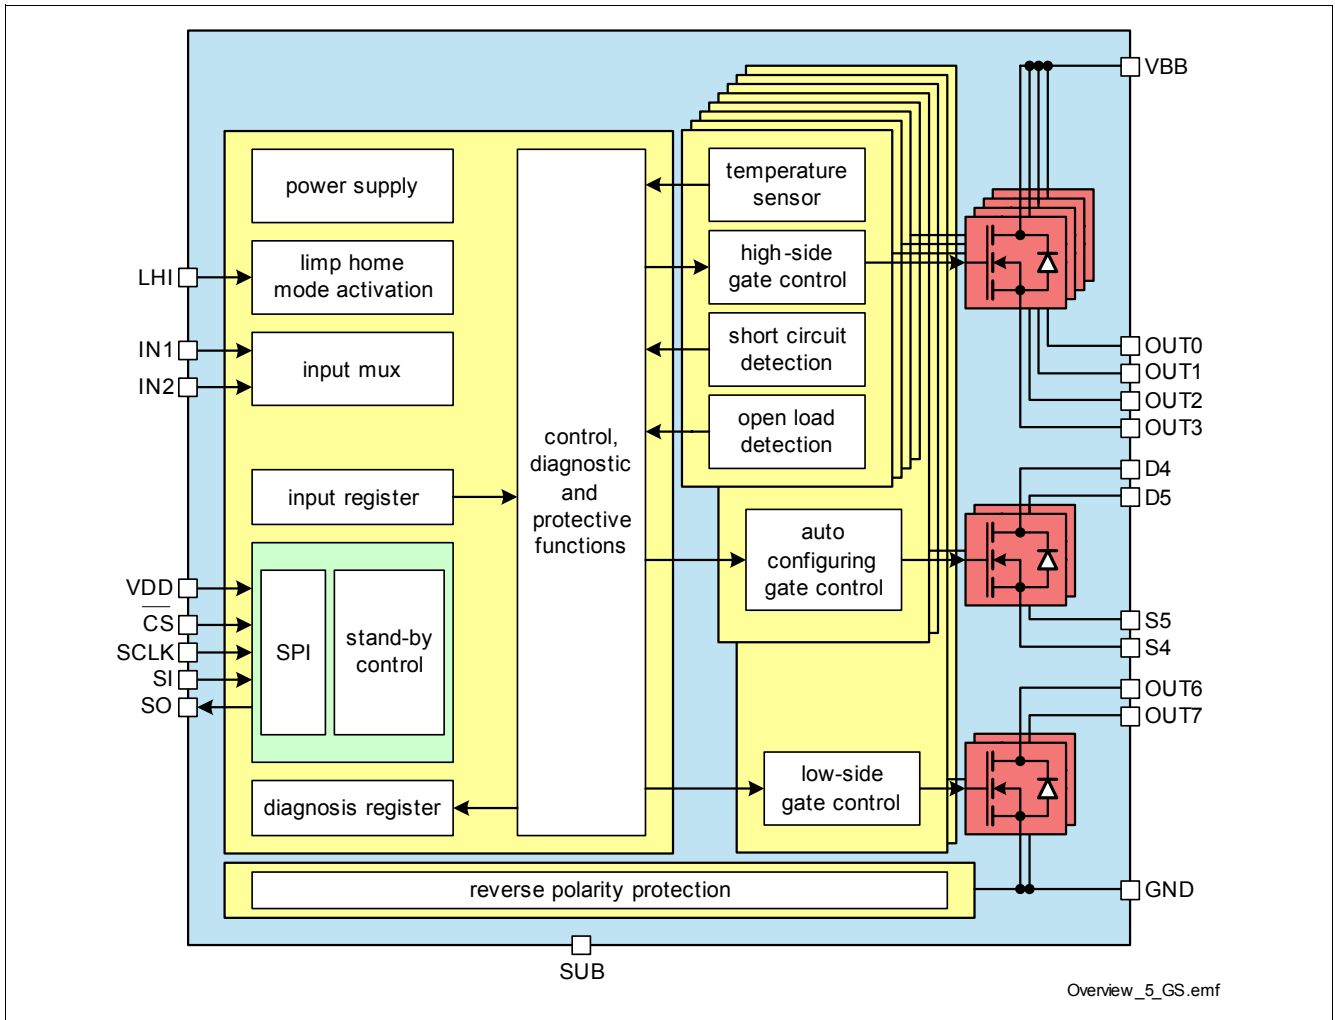 VBB
temperature
sensor
power supply
high-side
gate control
limp home
mode activation
LHI
short circuit
detection
IN1
IN2
input mux
OUT0
OUT1
OUT2
OUT3
open load
detection
control,
diagnostic
and
protective
functions
D4
D5
input register
auto
configuring
gate control
VDD
CS
SCLK
SI
SO
SPI
stand-by
control
S5
S4
OUT6
OUT7
low-side
gate control
diagnosis register
reverse polarity protection
GND
SUB
Overview_5_GS.emf